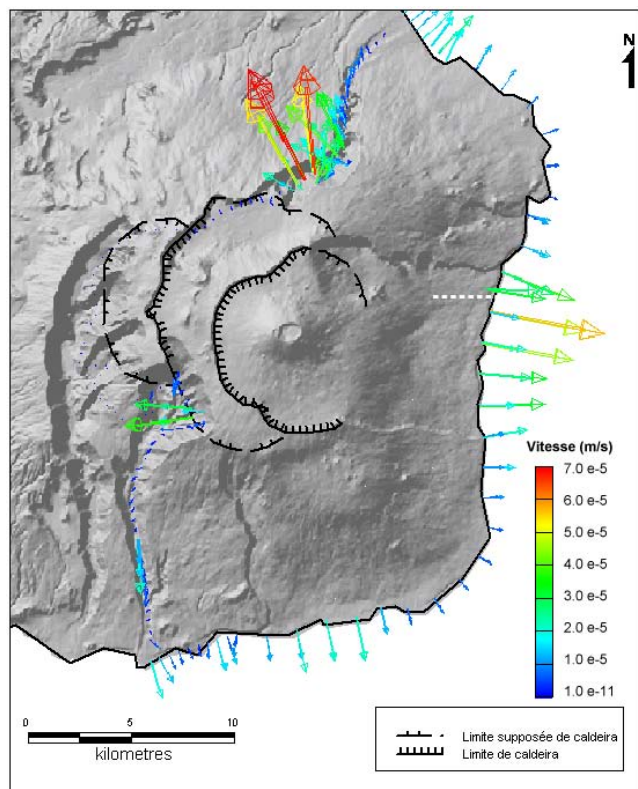 N
Vitesse (m/s)
7.0 e-5
6.0 e-5
5.0 e-5
4.0 e-5
3.0 e-5
2.0 e-5
1.0 e-5
1.0 e-11
0 5 10
kilometres
Limite supposée de caldeira
Limite de caldeira